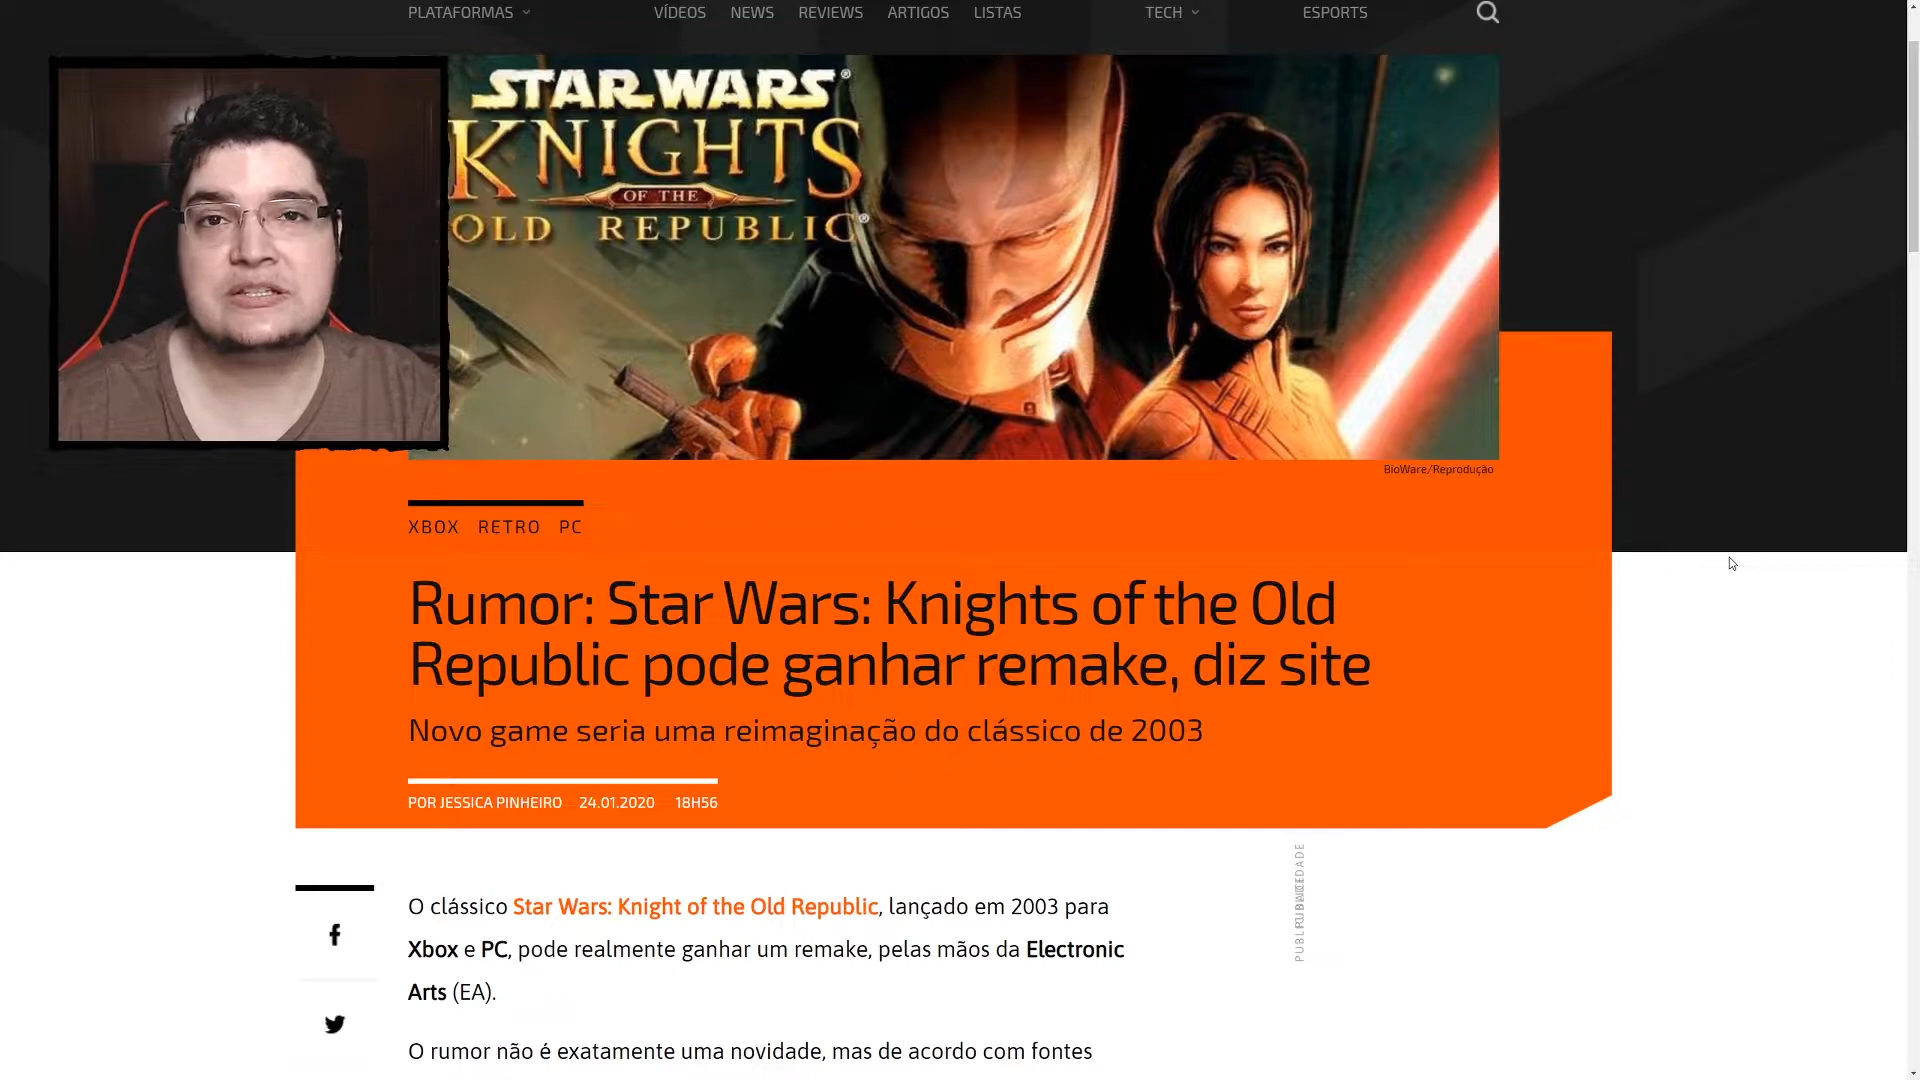 PLATAFORMAS VÍDEOS NEWS REVIEWS ARTIGOS LISTAS TECH ESPORTS
STAR WARS®
KNIGHTS
OF THE
OLD REPUBLIC®
BioWare/Reprodução
XBOX RETRO PC
Rumor: Star Wars: Knights of the Old
Republic pode ganhar remake, diz site
Novo game seria uma reimaginação do clássico de 2003
POR JESSICA PINHEIRO 24.01.2020 18H56
O clássico Star Wars: Knight of the Old Republic, lançado em 2003 para
Xbox e PC, pode realmente ganhar um remake, pelas mãos da Electronic
Arts (EA).
O rumor não é exatamente uma novidade, mas de acordo com fontes